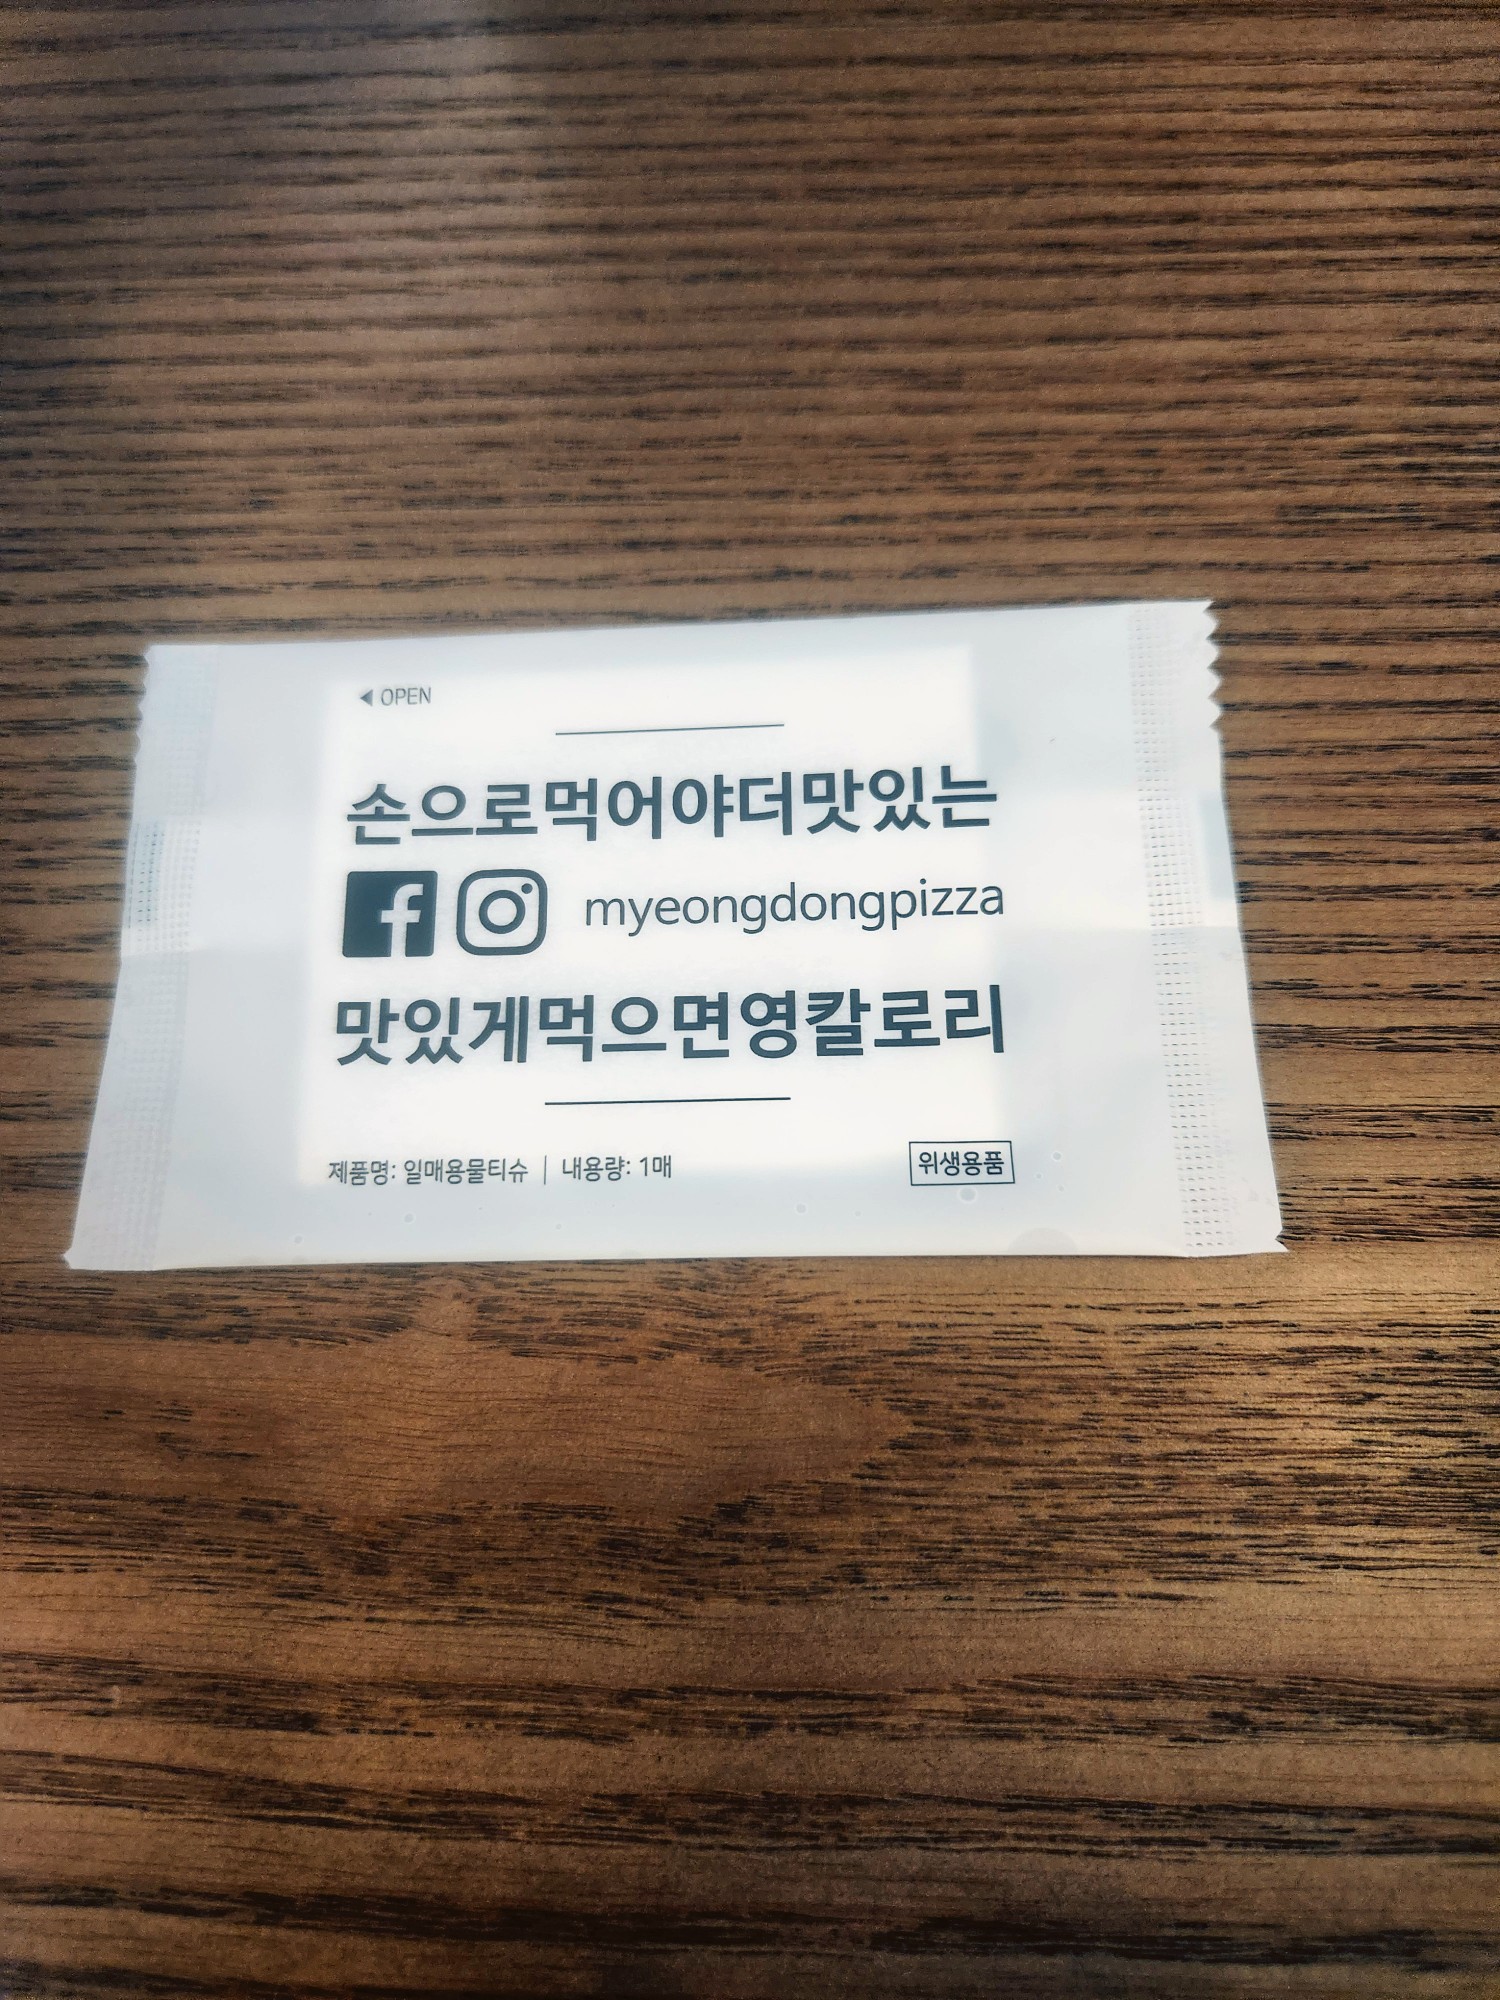 ◀ OPEN
손으로먹어야더맛있는
myeongdongpizza
맛있게먹으면영칼로리
제품명: 일매용물티슈 | 내용량: 1매
위생용품